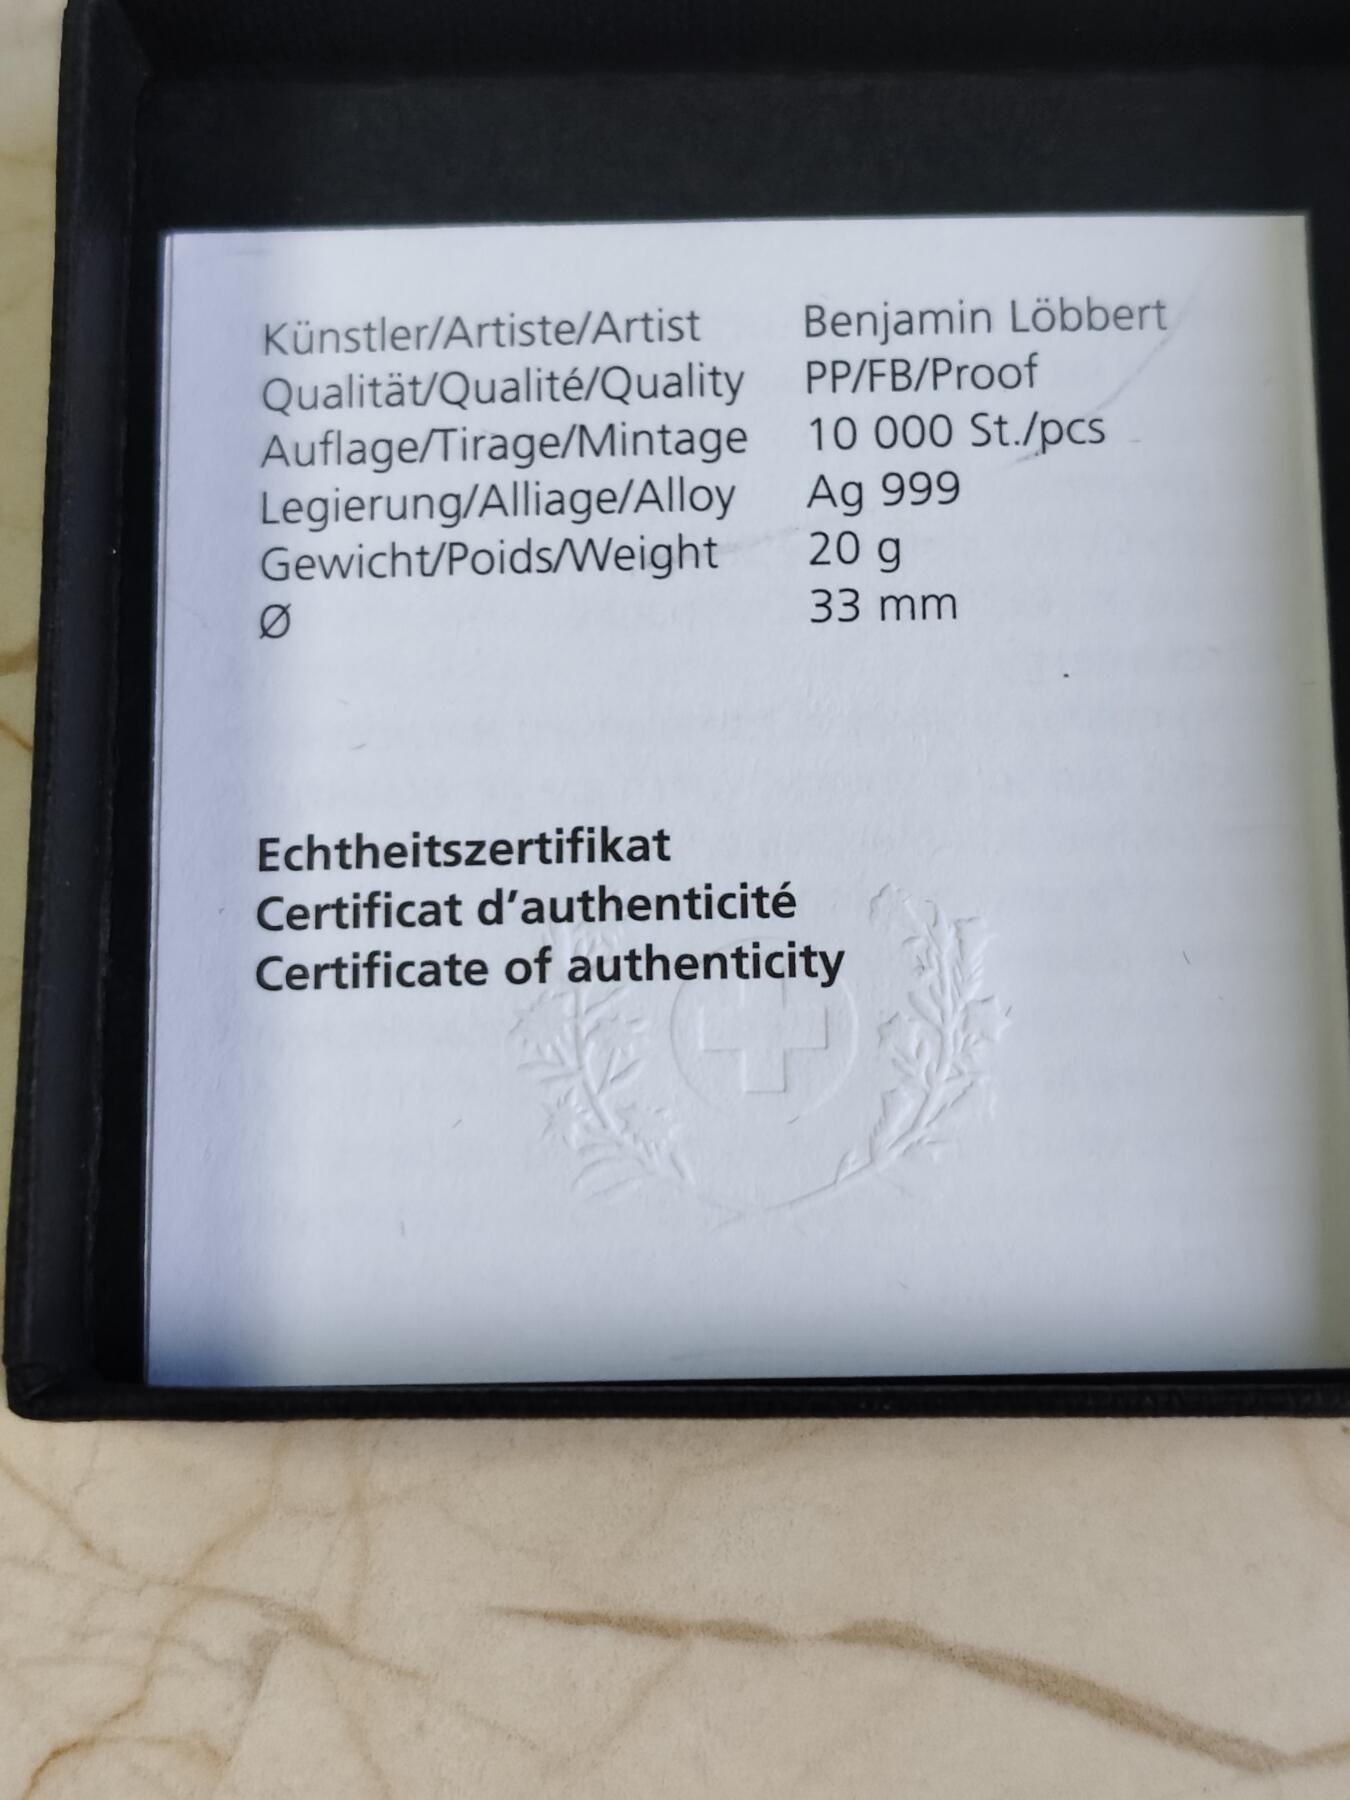 Künstler/Artiste/Artist Benjamin Löbbert
Qualität/Qualité/Quality PP/FB/Proof
Auflage/Tirage/Mintage 10 000 St./pcs
Legierung/Alliage/Alloy Ag 999
Gewicht/Poids/Weight 20 g
Ø 33 mm
Echtheitszertifikat
Certificat d’authenticité
Certificate of authenticity